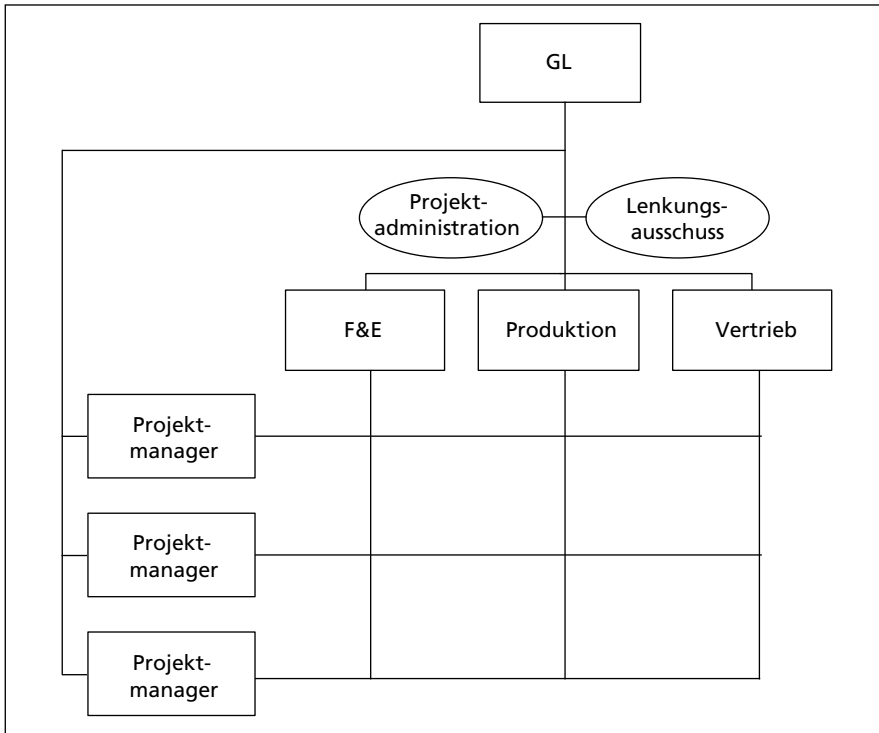 GL
Projekt-
administration
Lenkungs-
ausschuss
F&E
Produktion
Vertrieb
Projekt-
manager
Projekt-
manager
Projekt-
manager